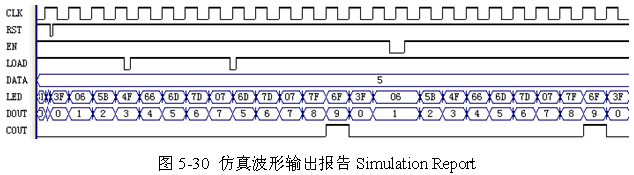 CLK
RST
EN
LOAD
DATA 5
LED 3F 06 5B 4F 66 6D 7D 07 6D 7D 07 7F 6F 3F 06 5B 4F 66 6D 7D 07 7F 6F 3F
DOUT 0 1 2 3 4 5 6 7 5 6 7 8 9 0 1 2 3 4 5 6 7 8 9 0
COUT
图 5-30 仿真波形输出报告 Simulation Report